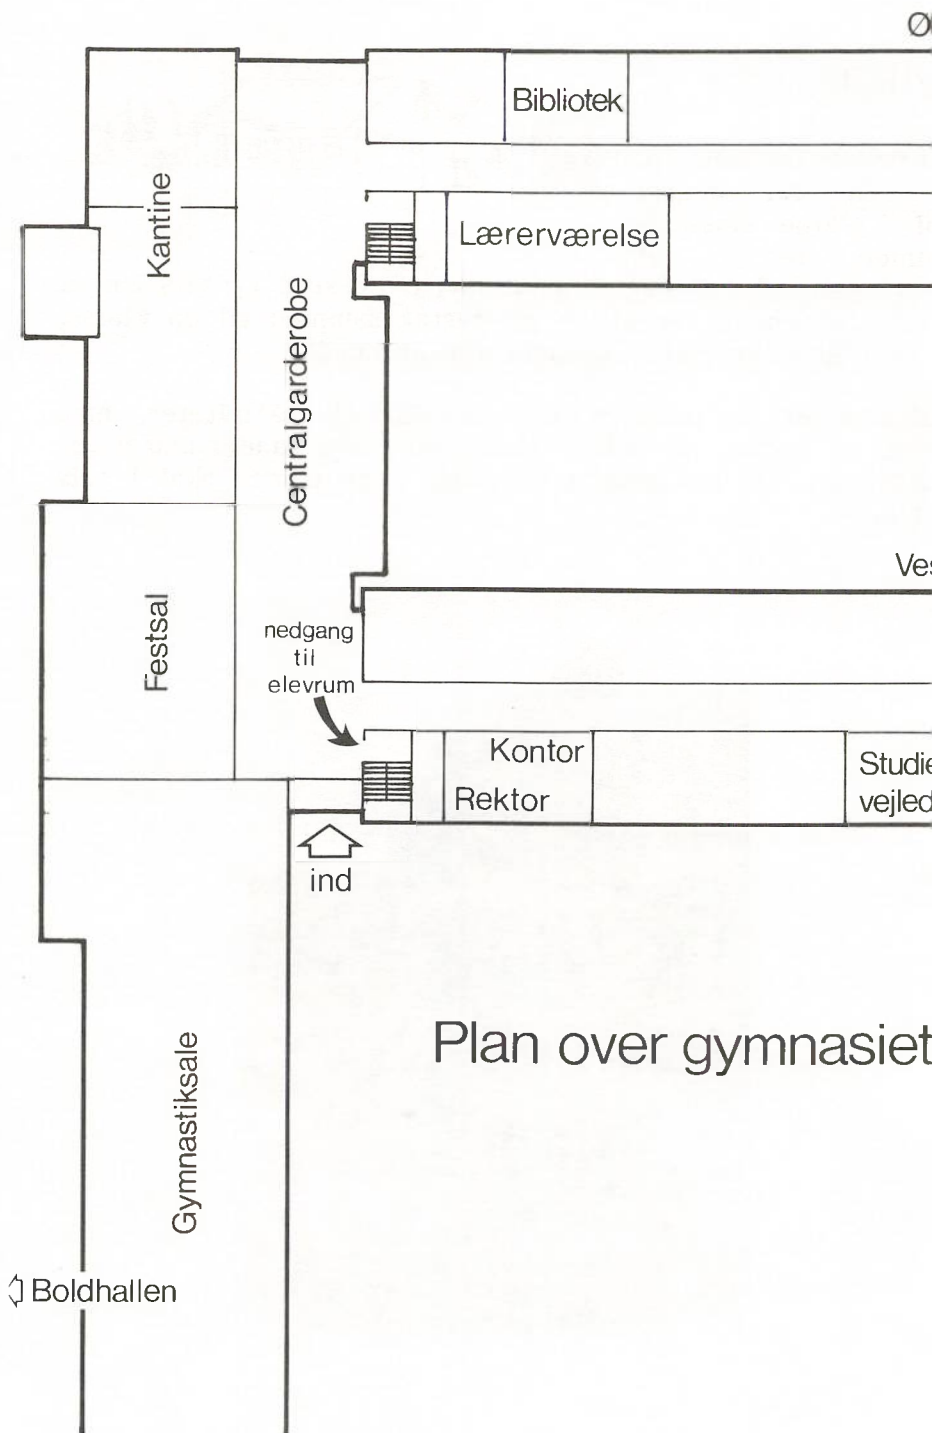 Bibliotek
Kantine
Lærerværelse
Centralgarderobe
Festsal
nedgang
til
elevrum
Kontor
Rektor
ind
Plan over gymnasiet
Gymnastiksale
Boldhallen